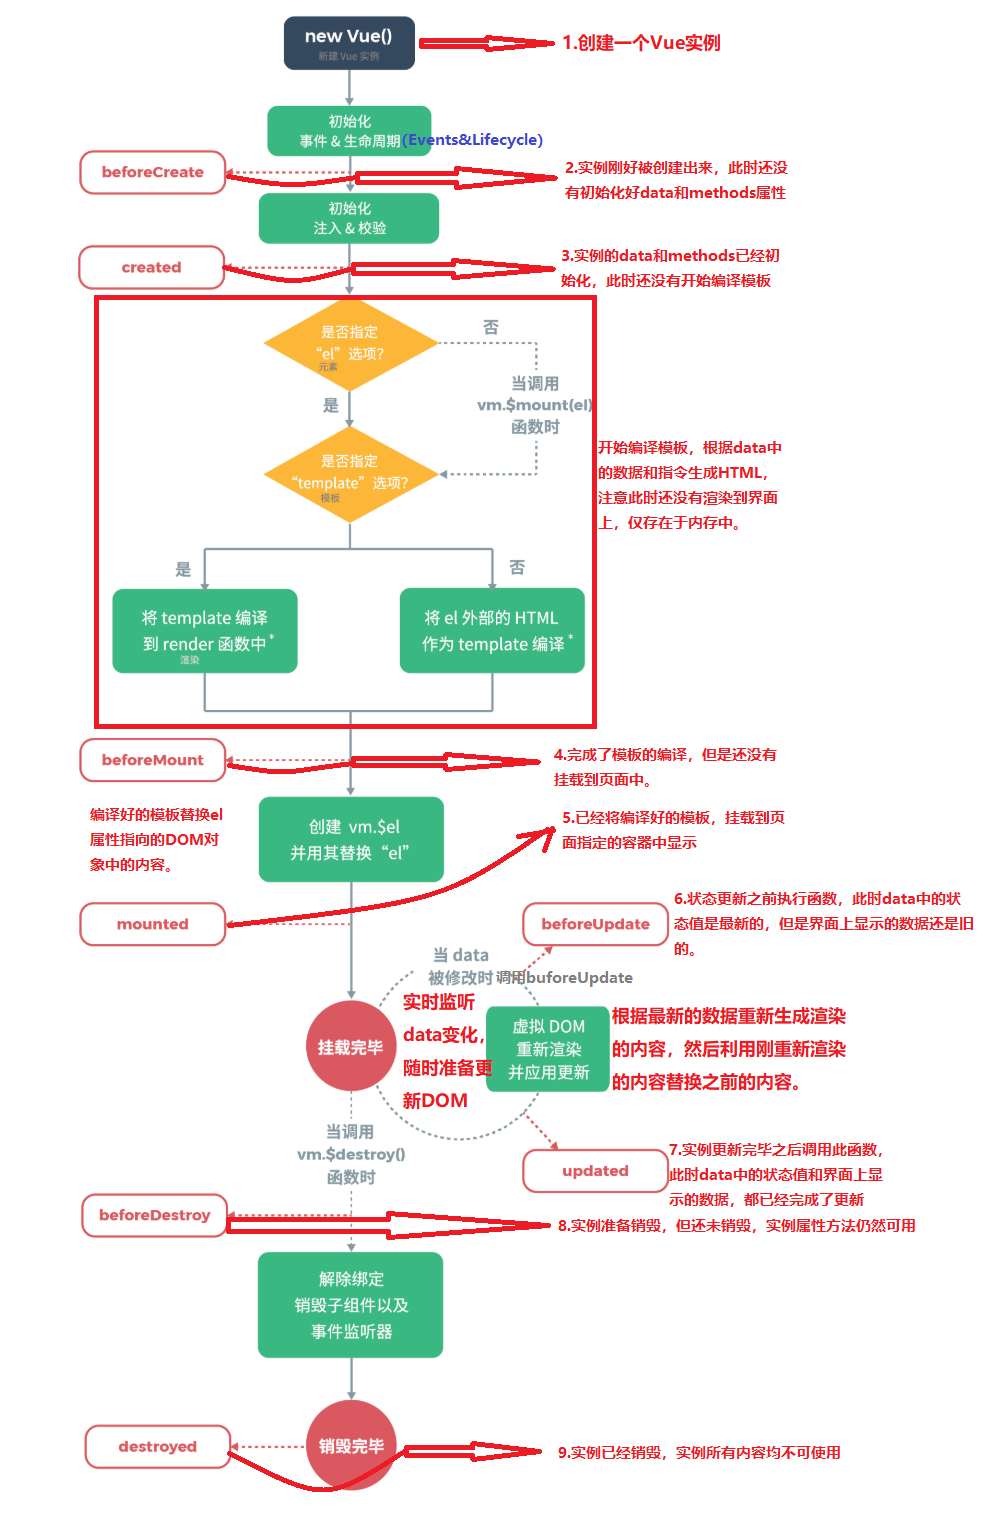 new Vue()
新建 Vue 实例
1.创建一个Vue实例
初始化
事件 & 生命周期(Events&Lifecycle)
beforeCreate
2.实例刚好被创建出来，此时还没
有初始化好data和methods属性
初始化
注入 & 校验
created
3.实例的data和methods已经初
始化，此时还没有开始编译模板
是否指定
“el”选项?
元素
否
当调用
vm.$mount(el)
函数时
是
是否指定
“template”选项?
模板
开始编译模板，根据data中
的数据和指令生成HTML，
注意此时还没有渲染到界面
上，仅存在于内存中。
是
否
将 template 编译
到 render 函数中*
渲染
将 el 外部的 HTML
作为 template 编译*
beforeMount
4.完成了模板的编译，但是还没有
挂载到页面中。
编译好的模板替换el
属性指向的DOM对
象中的内容。
创建 vm.$el
并用其替换“el”
5.已经将编译好的模板，挂载到页
面指定的容器中显示
mounted
beforeUpdate
6.状态更新之前执行函数，此时data中的状
态值是最新的，但是界面上显示的数据还是旧
的。
当 data
被修改时 调用buforeUpdate
挂载完毕
实时监听
data变化，
随时准备更
新DOM
虚拟 DOM
重新渲染
并应用更新
根据最新的数据重新生成渲染
的内容，然后利用刚重新渲染
的内容替换之前的内容。
当调用
vm.$destroy()
函数时
updated
7.实例更新完毕之后调用此函数，
此时data中的状态值和界面上显
示的数据，都已经完成了更新
beforeDestroy
8.实例准备销毁，但还未销毁，实例属性方法仍然可用
解除绑定
销毁子组件以及
事件监听器
destroyed
销毁完毕
9.实例已经销毁，实例所有内容均不可使用